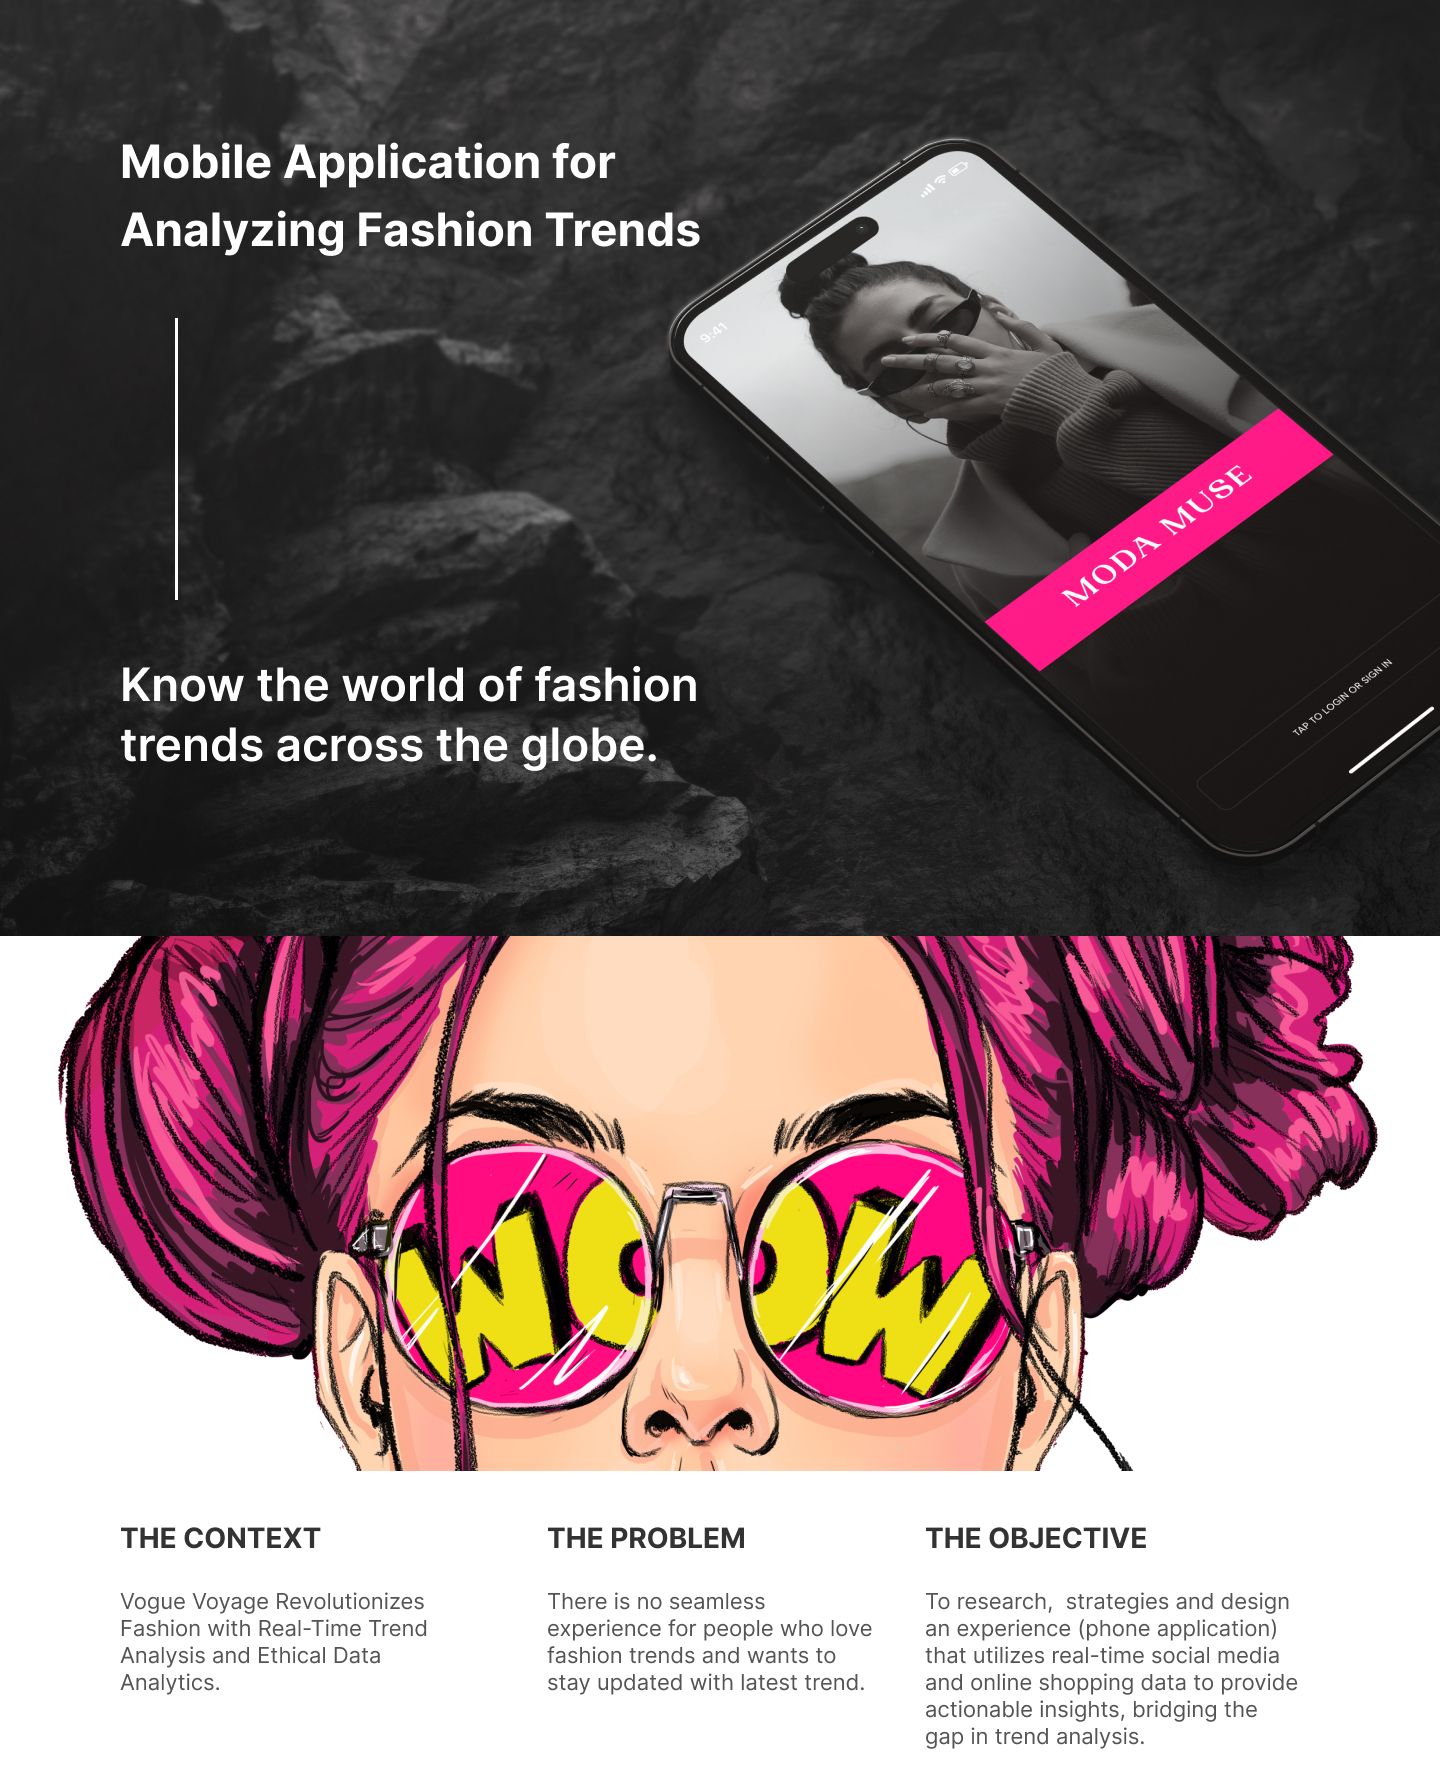 Mobile Application for
Analyzing Fashion Trends
9:41
MODA MUSE
TAP TO LOGIN OR SIGN IN
Know the world of fashion
trends across the globe.
WO
OW
THE CONTEXT
Vogue Voyage Revolutionizes
Fashion with Real-Time Trend
Analysis and Ethical Data
Analytics.
THE PROBLEM
There is no seamless
experience for people who love
fashion trends and wants to
stay updated with latest trend.
THE OBJECTIVE
To research,  strategies and design
an experience (phone application)
that utilizes real-time social media
and online shopping data to provide
actionable insights, bridging the
gap in trend analysis.